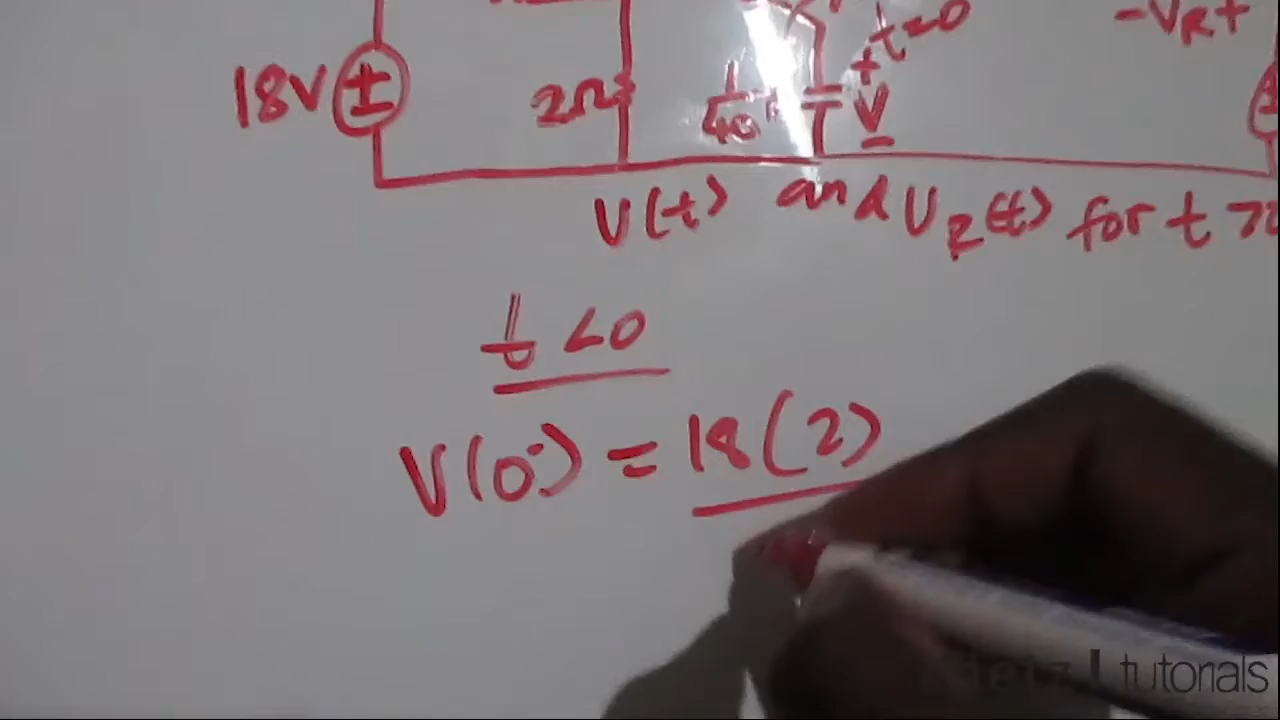 t=0
-VR+
18V
±
2Ω
1/40
+
V
-
V(t) and VR(t) for t >
t <0
V(0⁻) = 18(2)
tutorials